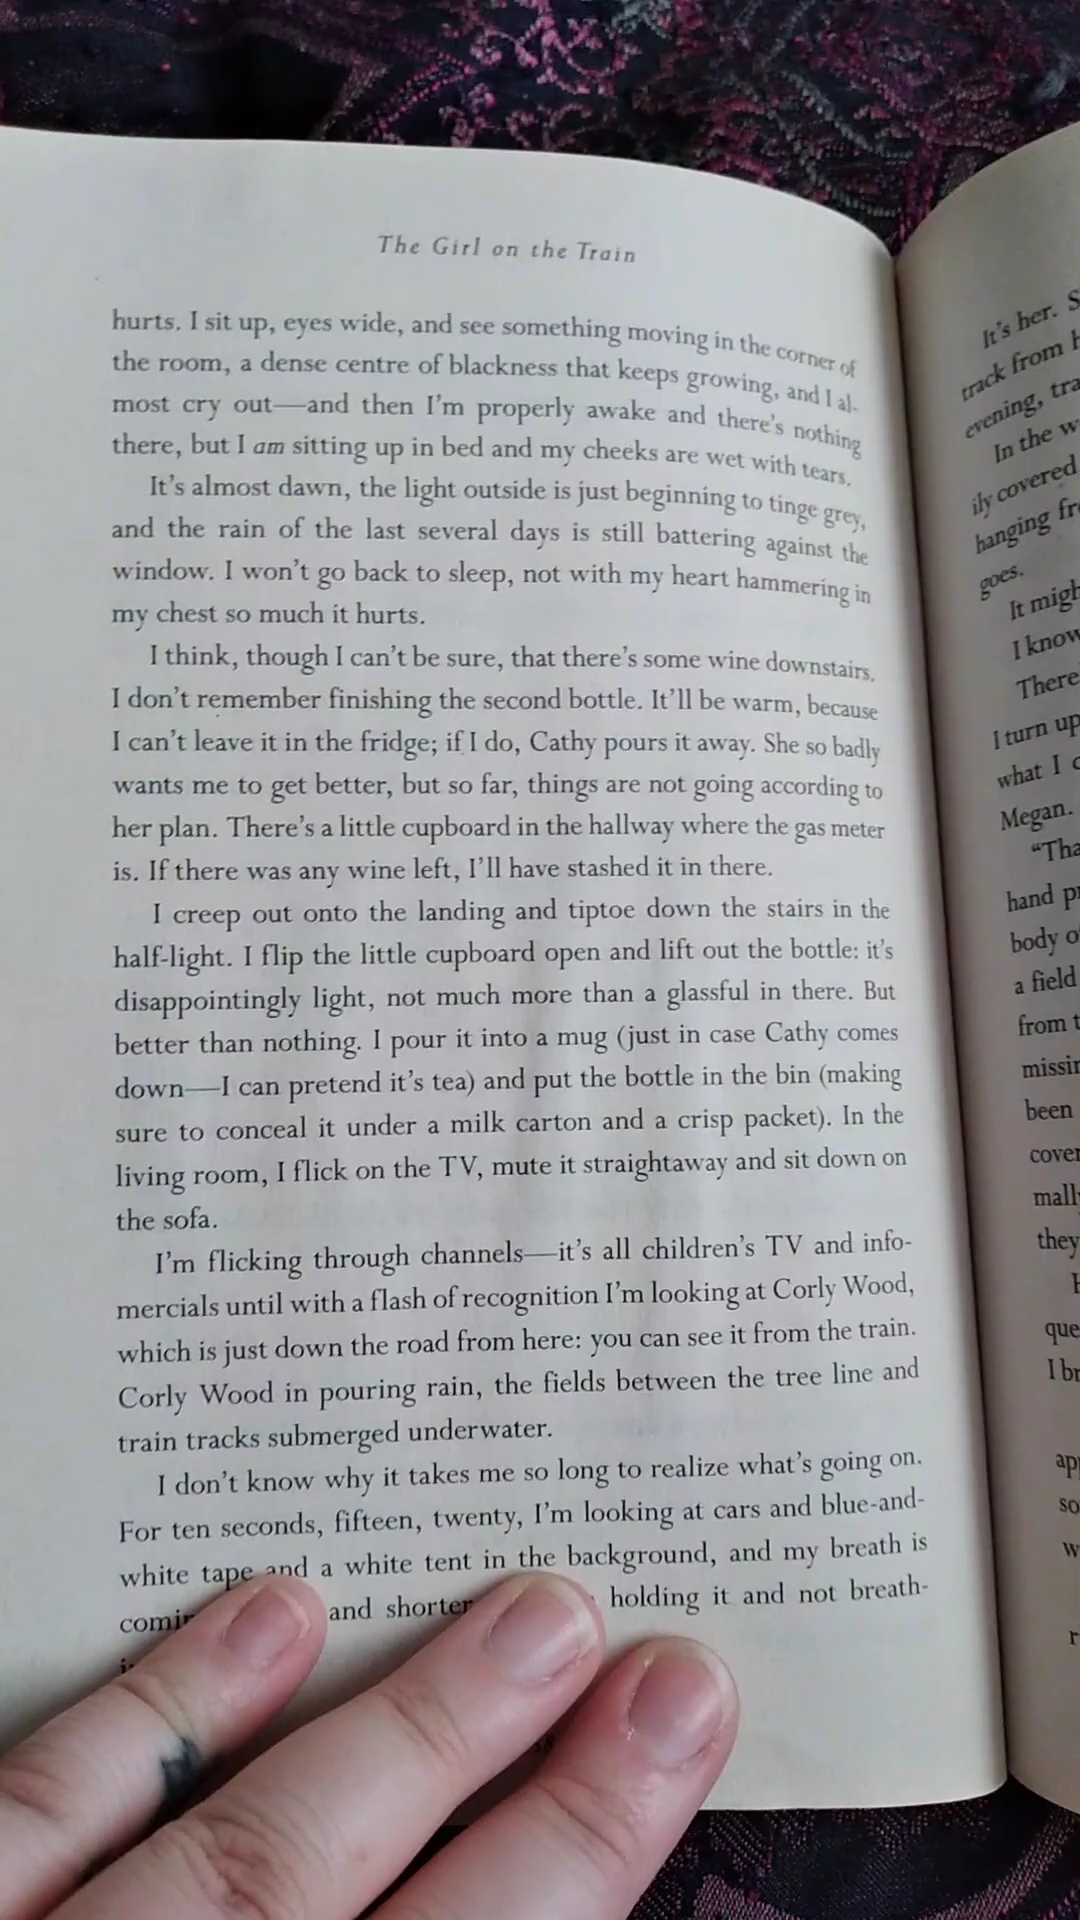 The Girl on the Train
hurts. I sit up, eyes wide, and see something moving in the corner of
the room, a dense centre of blackness that keeps growing, and I al-
most cry out—and then I'm properly awake and there's nothing
there, but I am sitting up in bed and my cheeks are wet with tears.
It's almost dawn, the light outside is just beginning to tinge grey,
and the rain of the last several days is still battering against the
window. I won't go back to sleep, not with my heart hammering in
my chest so much it hurts.
I think, though I can't be sure, that there's some wine downstairs.
I don't remember finishing the second bottle. It'll be warm, because
I can't leave it in the fridge; if I do, Cathy pours it away. She so badly
wants me to get better, but so far, things are not going according to
her plan. There's a little cupboard in the hallway where the gas meter
is. If there was any wine left, I'll have stashed it in there.
I creep out onto the landing and tiptoe down the stairs in the
half-light. I flip the little cupboard open and lift out the bottle: it's
disappointingly light, not much more than a glassful in there. But
better than nothing. I pour it into a mug (just in case Cathy comes
down—I can pretend it's tea) and put the bottle in the bin (making
sure to conceal it under a milk carton and a crisp packet). In the
living room, I flick on the TV, mute it straightaway and sit down on
the sofa.
I'm flicking through channels—it's all children's TV and info-
mercials until with a flash of recognition I'm looking at Corly Wood,
which is just down the road from here: you can see it from the train.
Corly Wood in pouring rain, the fields between the tree line and
train tracks submerged underwater.
I don't know why it takes me so long to realize what's going on.
For ten seconds, fifteen, twenty, I'm looking at cars and blue-and-
white tape and a white tent in the background, and my breath is
and shorter holding it and not breath-
It's her.
track from
evening,
In the
ily covered
hanging
goes.
It
I know
There
I turn up
what I
Megan.
hand
body
a field
from
been
they